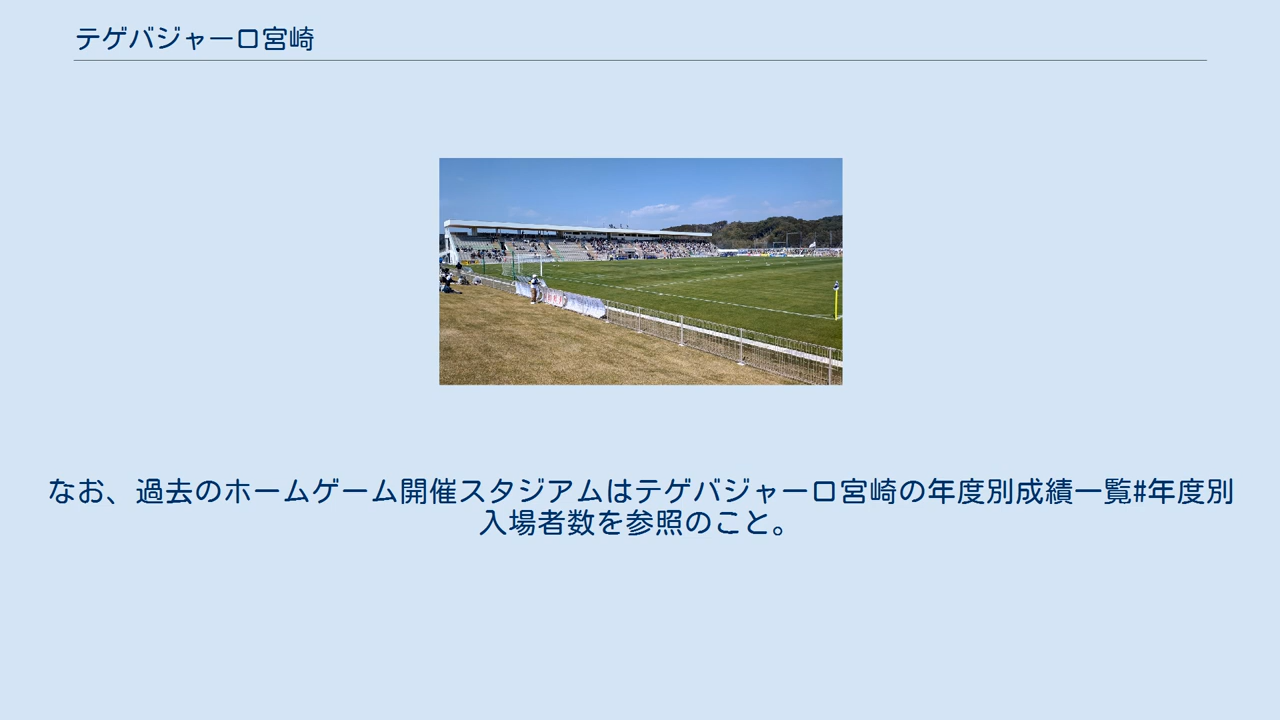 テゲバジャーロ宮崎
なお、過去のホームゲーム開催スタジアムはテゲバジャーロ宮崎の年度別成績一覧#年度別
入場者数を参照のこと。